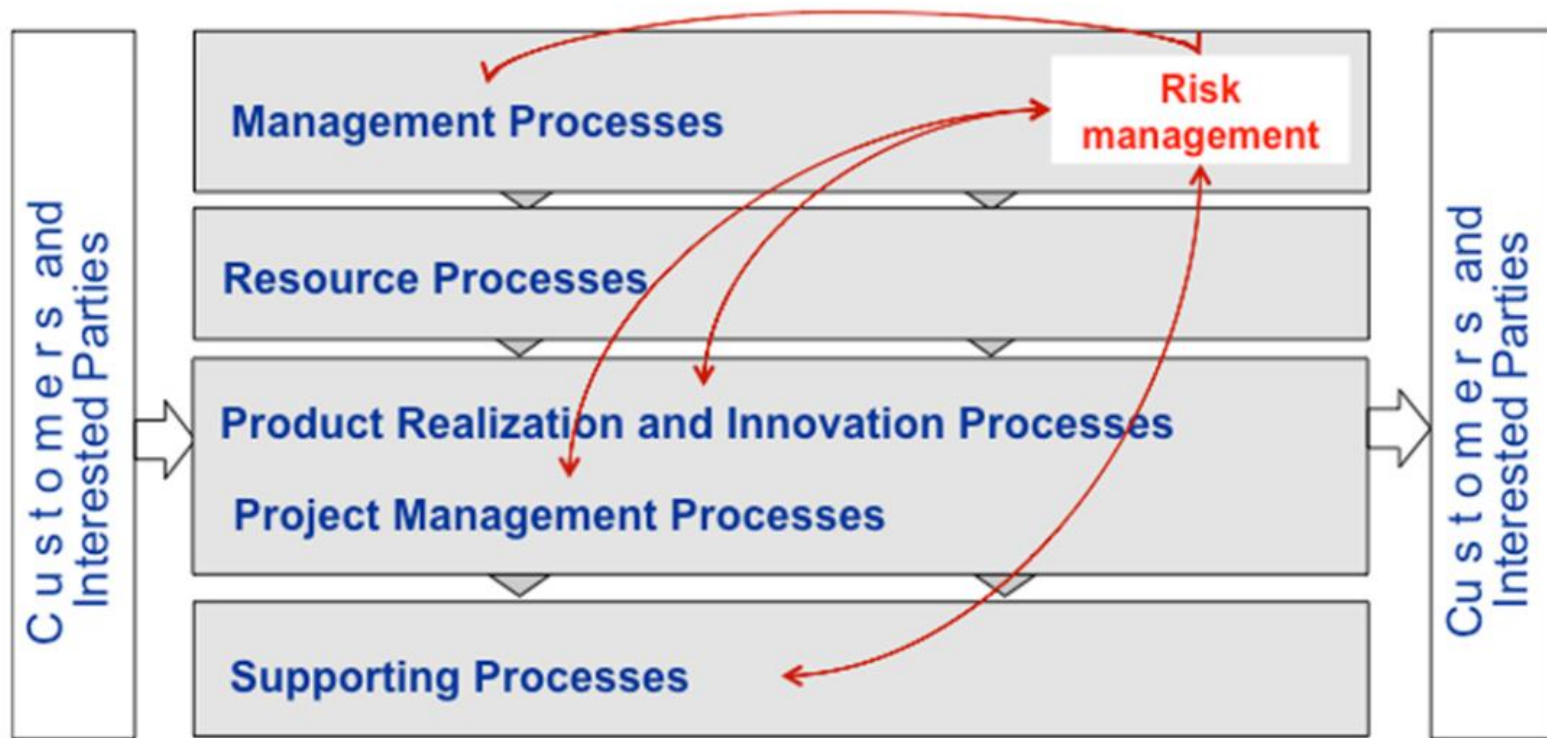 Customers and
Interested Parties
Management Processes
Risk
management
Resource Processes
Product Realization and Innovation Processes
Project Management Processes
Supporting Processes
Customers and
Interested Parties